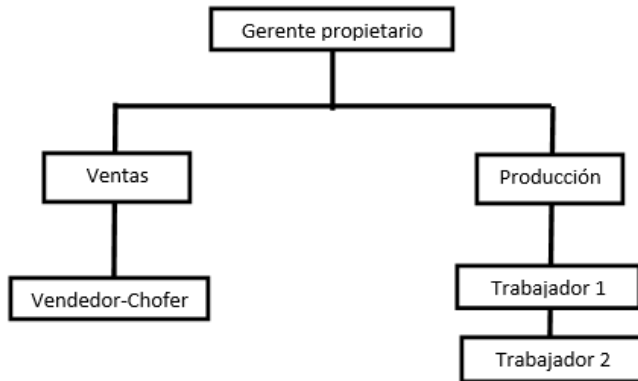 Gerente propietario
Ventas
Producción
Vendedor-Chofer
Trabajador 1
Trabajador 2